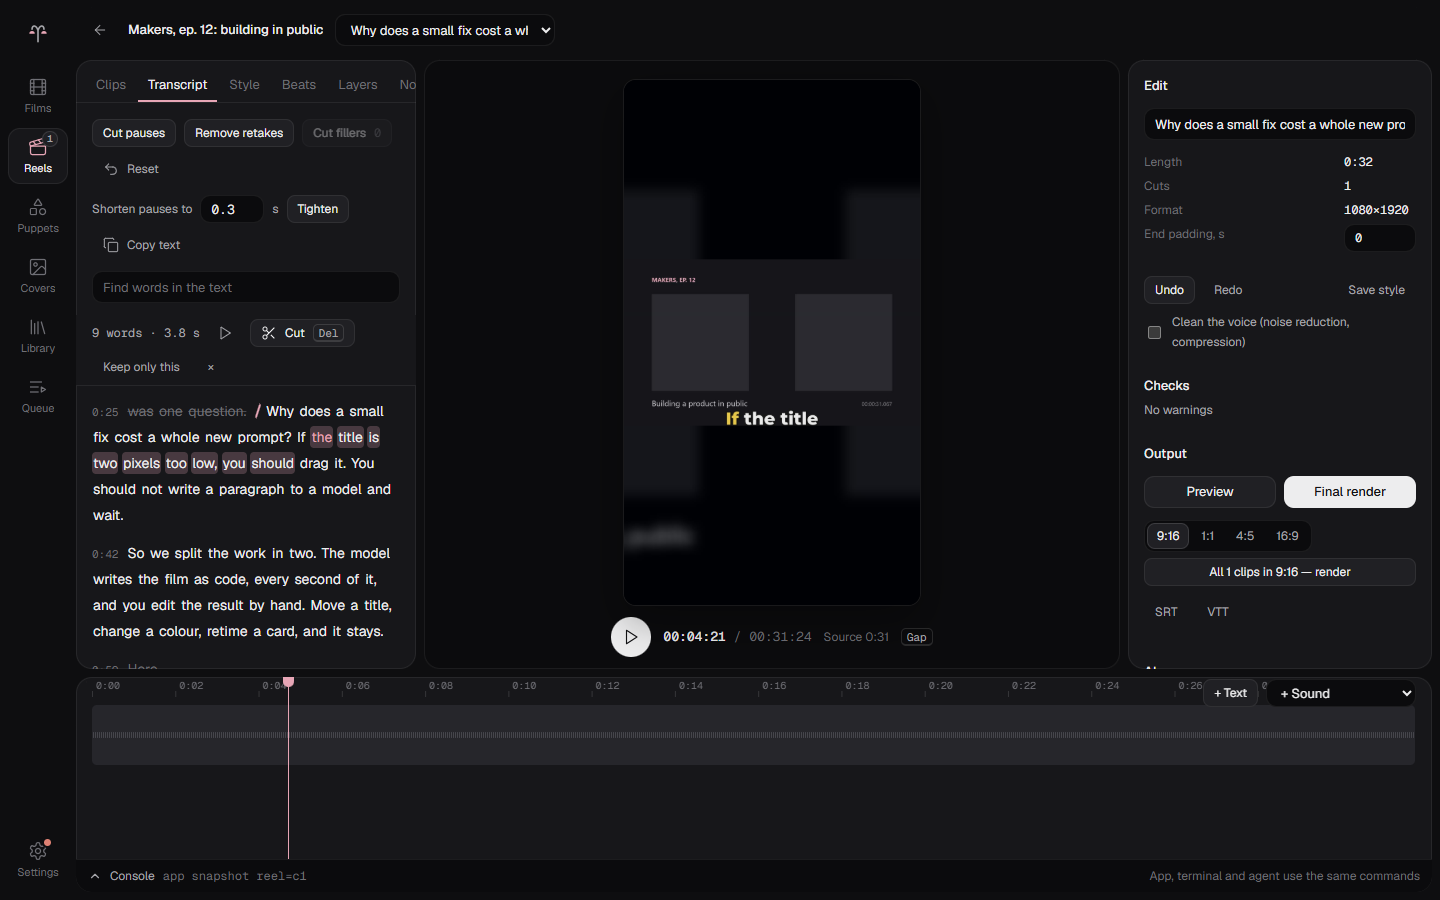 Makers, ep. 12: building in public
Why does a small fix cost a wl
Films
1
Reels
Puppets
Covers
Library
Queue
Settings
Clips Transcript Style Beats Layers No
Cut pauses Remove retakes Cut fillers 0
Reset
Shorten pauses to 0.3 s Tighten
Copy text
Find words in the text
9 words · 3.8 s Cut Del
Keep only this ×
0:25 was one question. / Why does a small
fix cost a whole new prompt? If the title is
two pixels too low, you should drag it. You
should not write a paragraph to a model and
wait.
0:42 So we split the work in two. The model
writes the film as code, every second of it,
and you edit the result by hand. Move a title,
change a colour, retime a card, and it stays.
MAKERS, EP. 12
Building a product in public
If the title
public
00:04:21 / 00:31:24 Source 0:31 Gap
Edit
Why does a small fix cost a whole new pro
Length 0:32
Cuts 1
Format 1080×1920
End padding, s 0
Undo Redo Save style
Clean the voice (noise reduction,
compression)
Checks
No warnings
Output
Preview Final render
9:16 1:1 4:5 16:9
All 1 clips in 9:16 — render
SRT VTT
0:00 0:02 0:04 0:06 0:08 0:10 0:12 0:14 0:16 0:18 0:20 0:22 0:24 0:26
+ Text + Sound
Console app snapshot reel=c1
App, terminal and agent use the same commands